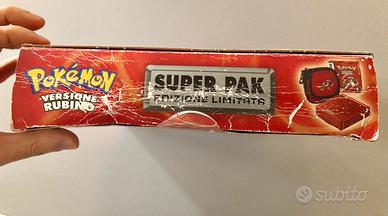 POKéMON
VERSIONE
RUBINO
SUPER PAK
EDIZIONE LIMITATA
subito